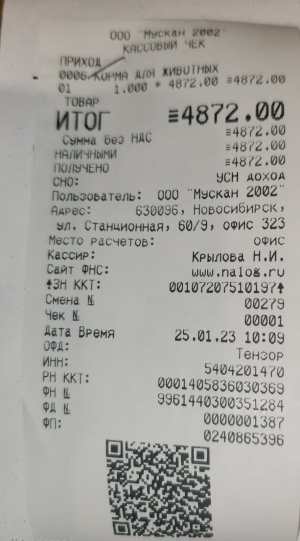 ООО "Мускан 2002"
КАССОВЫЙ ЧЕК
ПРИХОД
0006 КОРМА ДЛЯ ЖИВОТНЫХ
01 1.000 * 4872.00 ≡4872.00
ТОВАР
ИТОГ ≡4872.00
Сумма без НДС ≡4872.00
НАЛИЧНЫМИ ≡4872.00
ПОЛУЧЕНО ≡4872.00
СНО: УСН ДОХОД
Пользователь: ООО "Мускан 2002"
Адрес: 630096, Новосибирск,
ул. Станционная, 60/9, офис 323
Место расчетов: офис
Кассир: Крылова Н.И.
Сайт ФНС: www.nalog.ru
↟ЗН ККТ: 00107207510197↟
Смена № 00279
Чек № 00001
Дата Время 25.01.23 10:09
ОФД: Тензор
ИНН: 5404201470
РН ККТ: 0001405836030369
ФН № 9961440300351284
ФД № 0000001387
ФП: 0240865396